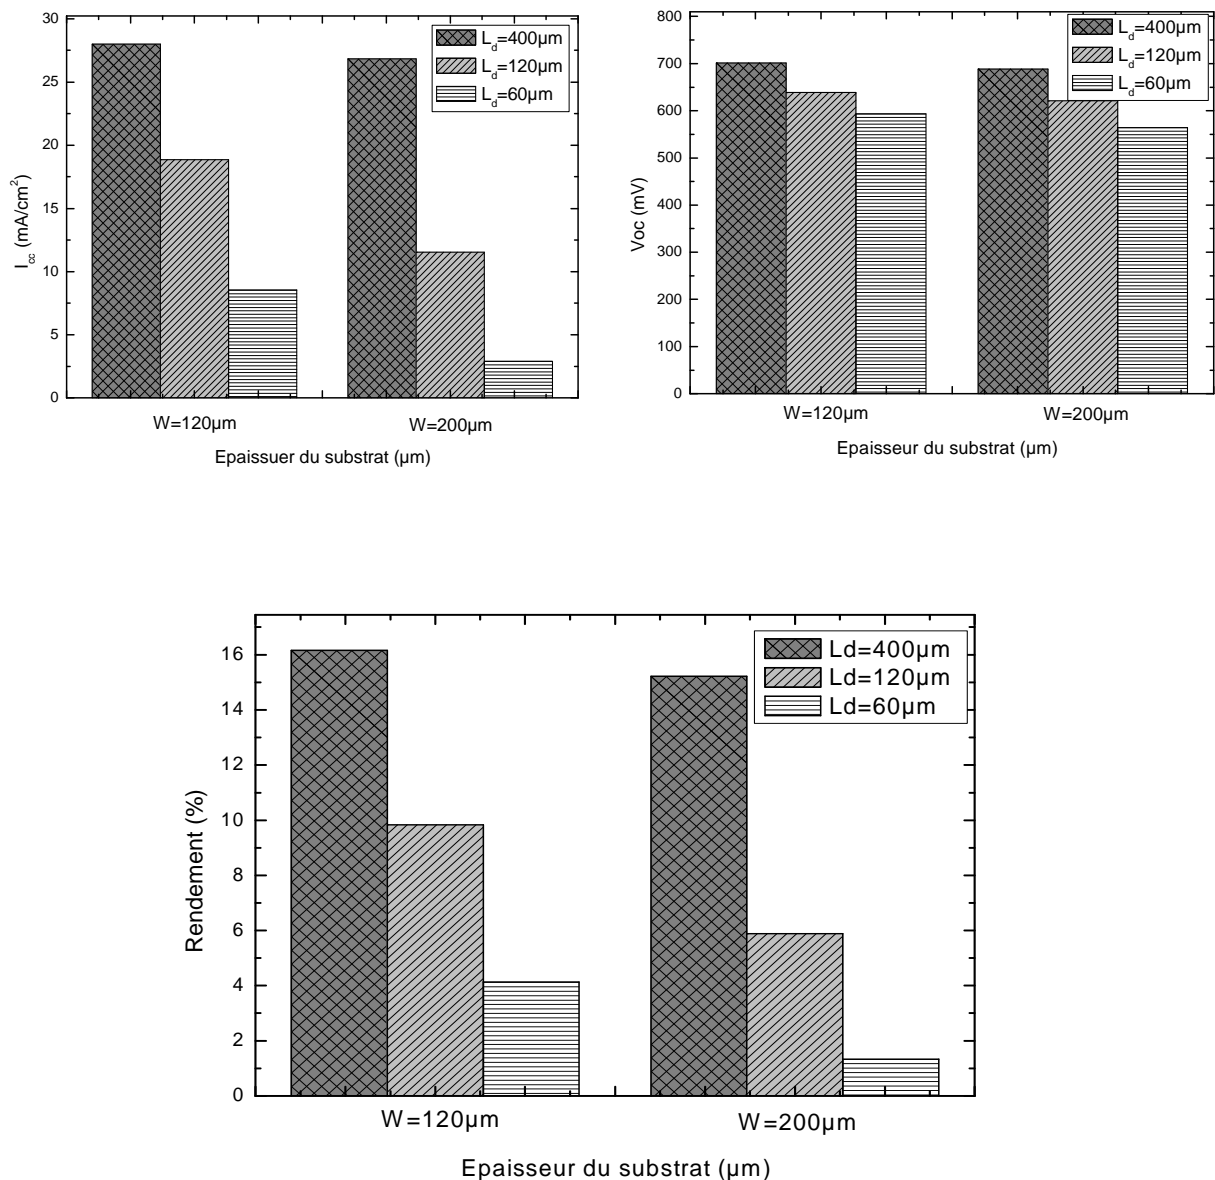 30
25
20
15
10
5
0
I_cc (mA/cm²)
L_d=400µm
L_d=120µm
L_d=60µm
W=120µm W=200µm
Epaissuer du substrat (µm)
800
700
600
500
400
300
200
100
0
Voc (mV)
L_d=400µm
L_d=120µm
L_d=60µm
W=120µm W=200µm
Epaisseur du substrat (µm)
16
14
12
10
8
6
4
2
0
Rendement (%)
Ld=400µm
Ld=120µm
Ld=60µm
W=120µm W=200µm
Epaisseur du substrat (µm)